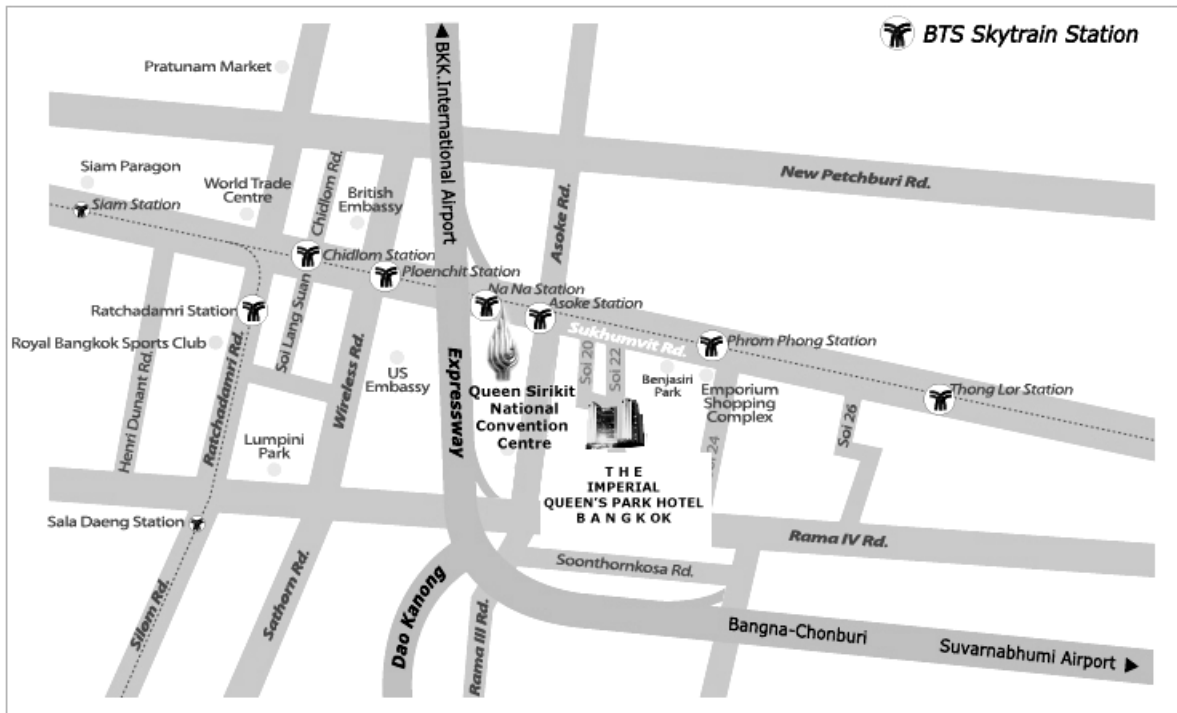 BTS Skytrain Station
BKK.International Airport
Pratunam Market
New Petchburi Rd.
Siam Paragon
Siam Station
World Trade
Centre
Chidlom Rd.
British
Embassy
Asoke Rd.
Chidlom Station
Ploenchit Station
Na Na Station
Asoke Station
Sukhumvit Rd.
Phrom Phong Station
Thong Lor Station
Ratchadamri Station
Royal Bangkok Sports Club
Henri Dunant Rd.
Ratchadamri Rd.
Soi Lang Suan
Wireless Rd.
US
Embassy
Expressway
Queen Sirikit
National
Convention
Centre
Soi 20
Soi 22
Benjasiri
Park
Emporium
Shopping
Complex
Soi 26
Lumpini
Park
THE
IMPERIAL
QUEEN'S PARK HOTEL
BANGKOK
Sala Daeng Station
Silom Rd.
Sathorn Rd.
Dao Kanong
Rama III Rd.
Soonthornkosa Rd.
Rama IV Rd.
Bangna-Chonburi
Suvarnabhumi Airport